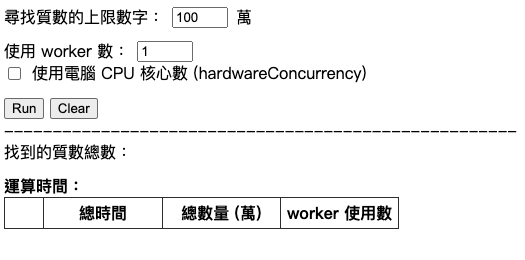 尋找質數的上限數字： 100 萬
使用 worker 數： 1
使用電腦 CPU 核心數 (hardwareConcurrency)
Run Clear
-----------------------------------------------------
找到的質數總數：
運算時間：
總時間 總數量 (萬) worker 使用數